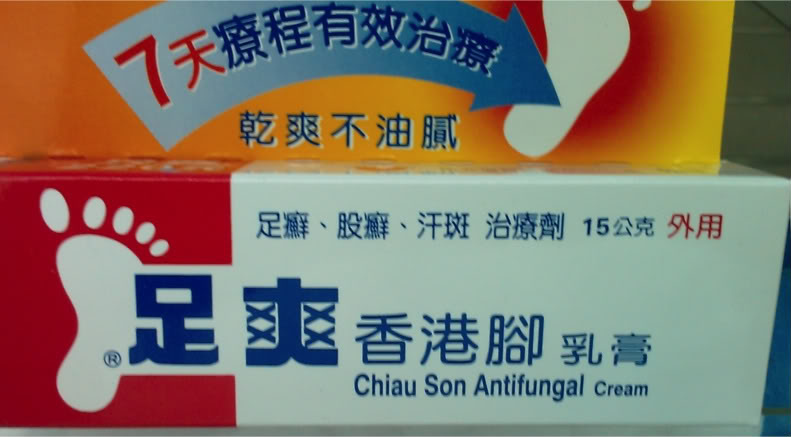 7天療程有效治療
乾爽不油膩
足癬、股癬、汗斑 治療劑 15公克 外用
足爽 香港腳 乳膏
®
Chiau Son Antifungal Cream